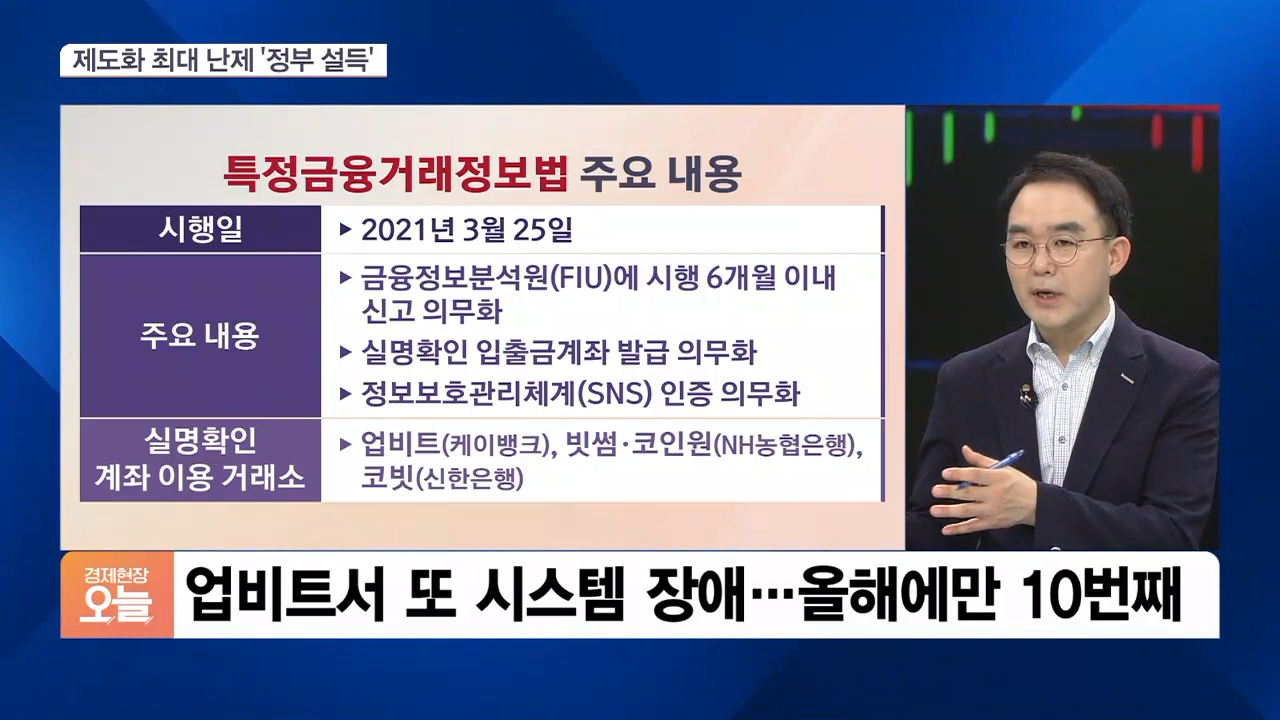 제도화 최대 난제 '정부 설득'
특정금융거래정보법 주요 내용
시행일
▸ 2021년 3월 25일
주요 내용
▸ 금융정보분석원(FIU)에 시행 6개월 이내
신고 의무화
▸ 실명확인 입출금계좌 발급 의무화
▸ 정보보호관리체계(SNS) 인증 의무화
실명확인
계좌 이용 거래소
▸ 업비트(케이뱅크), 빗썸·코인원(NH농협은행),
코빗(신한은행)
경제현장
오늘
업비트서 또 시스템 장애…올해에만 10번째